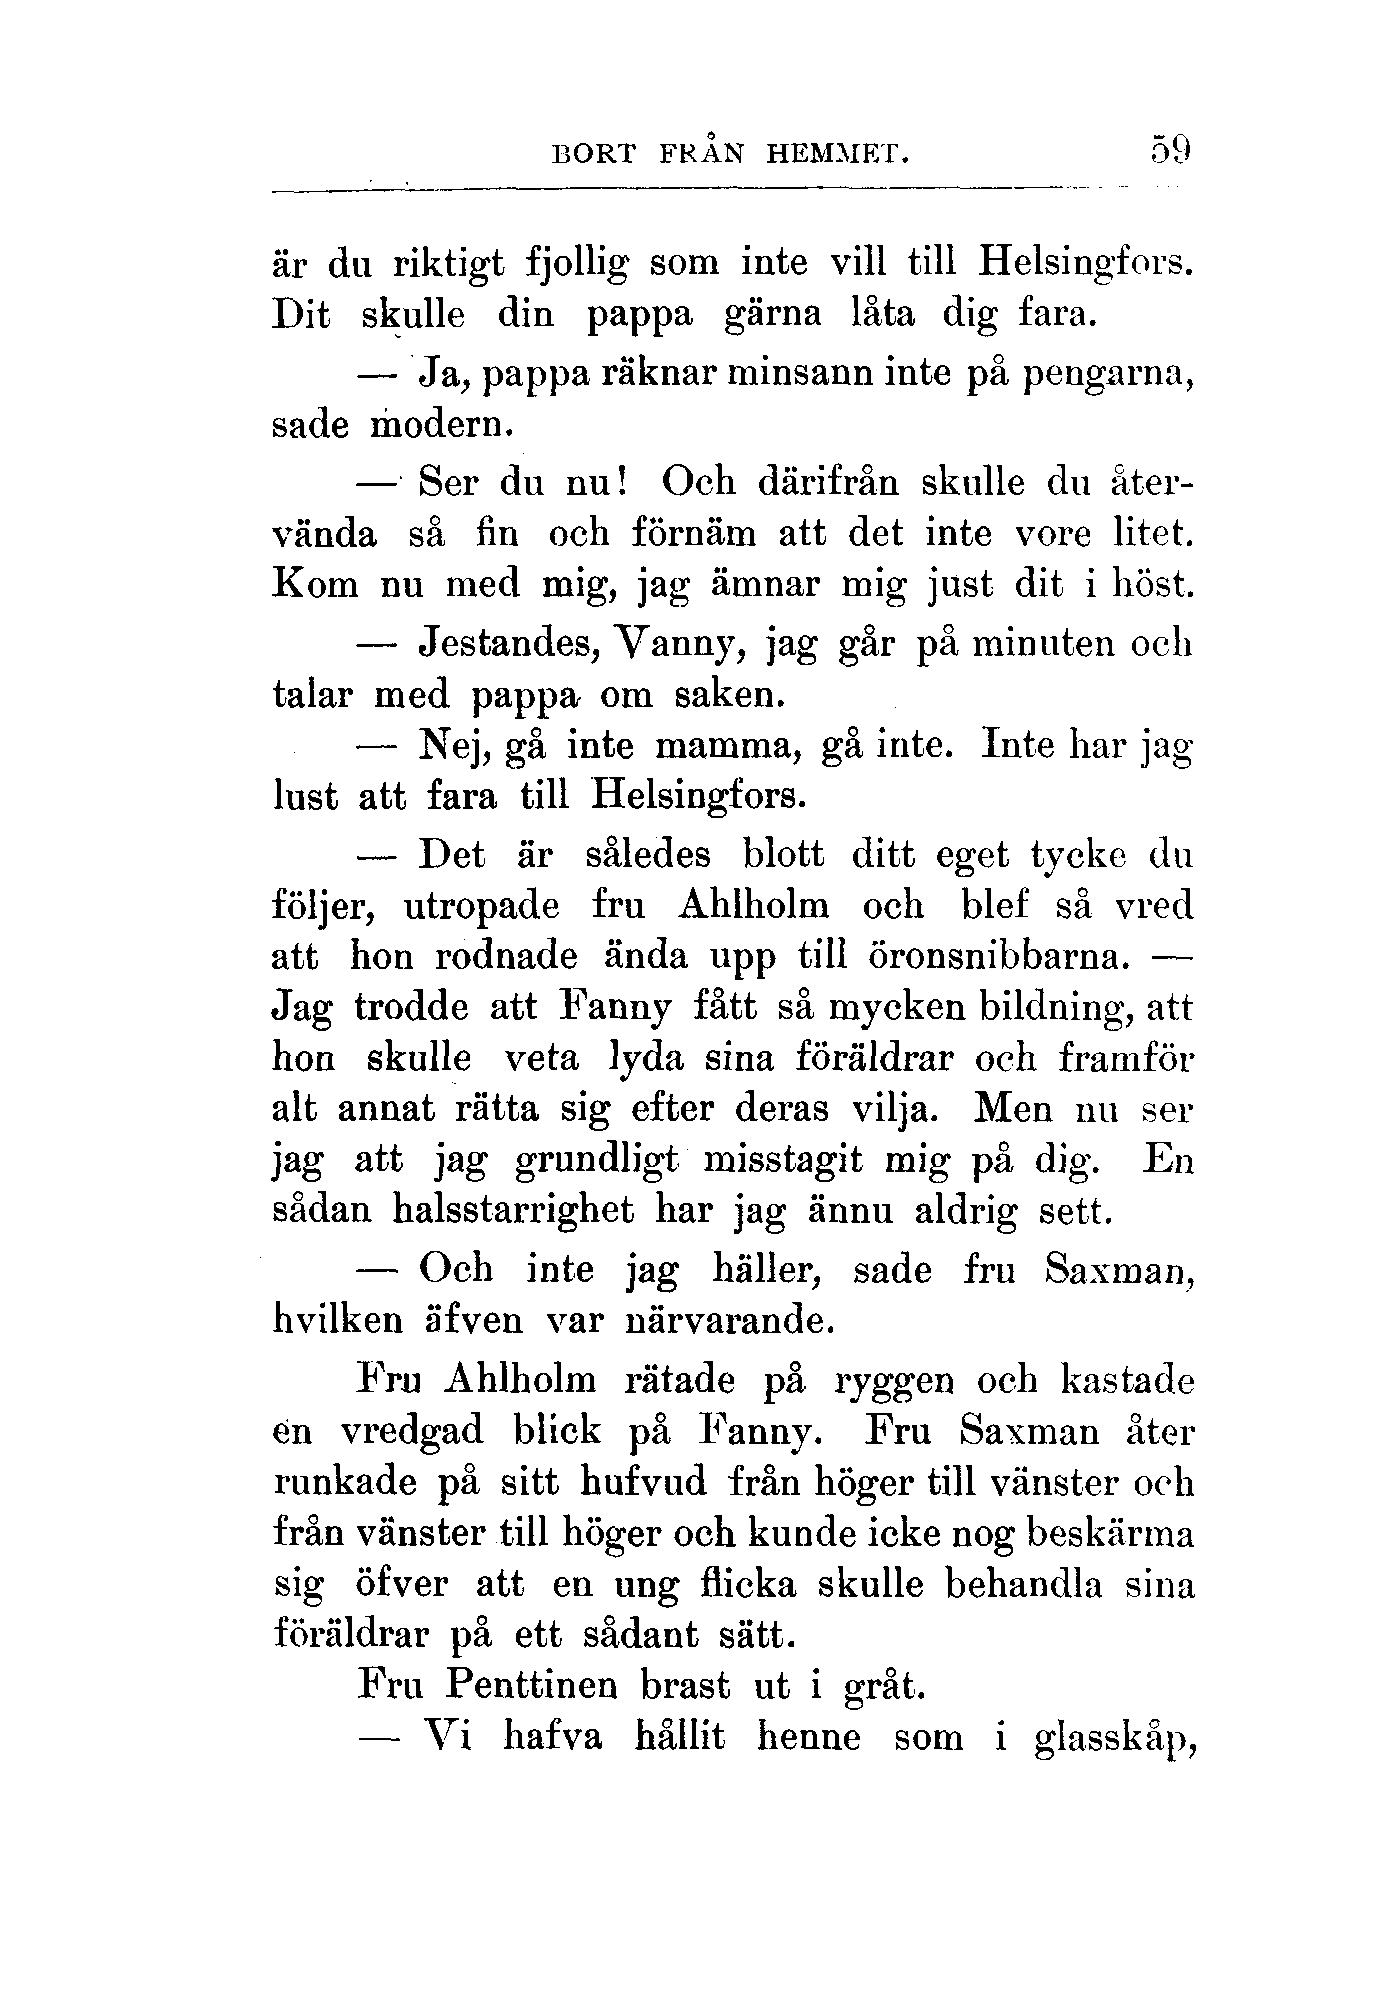 BORT FRÅN HEMMET. 59
är du riktigt fjollig som inte vill till Helsingfors.
Dit skulle din pappa gärna låta dig fara.
— Ja, pappa räknar minsann inte på pengarna,
sade modern.
— Ser du nu! Och därifrån skulle du åter-
vända så fin och förnäm att det inte vore litet.
Kom nu med mig, jag ämnar mig just dit i höst.
— Jestandes, Vanny, jag går på minuten och
talar med pappa om saken.
— Nej, gå inte mamma, gå inte. Inte har jag
lust att fara till Helsingfors.
— Det är således blott ditt eget tycke du
följer, utropade fru Ahlholm och blef så vred
att hon rodnade ända upp till öronsnibbarna. —
Jag trodde att Fanny fått så mycken bildning, att
hon skulle veta lyda sina föräldrar och framför
alt annat rätta sig efter deras vilja. Men nu ser
jag att jag grundligt misstagit mig på dig. En
sådan halsstarrighet har jag ännu aldrig sett.
— Och inte jag häller, sade fru Saxman,
hvilken äfven var närvarande.
Fru Ahlholm rätade på ryggen och kastade
en vredgad blick på Fanny. Fru Saxman åter
runkade på sitt hufvud från höger till vänster och
från vänster till höger och kunde icke nog beskärma
sig öfver att en ung flicka skulle behandla sina
föräldrar på ett sådant sätt.
Fru Penttinen brast ut i gråt.
— Vi hafva hållit henne som i glasskåp,